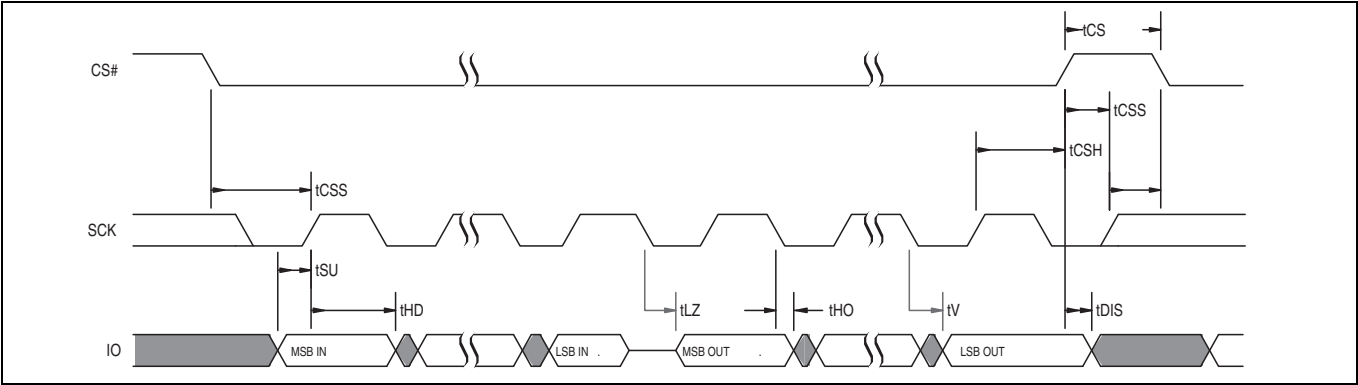 tCS
CS#
tCSS
tCSH
tCSS
SCK
tSU
tHD
tLZ
tHO
tV
tDIS
IO
MSB IN
LSB IN .
MSB OUT .
LSB OUT